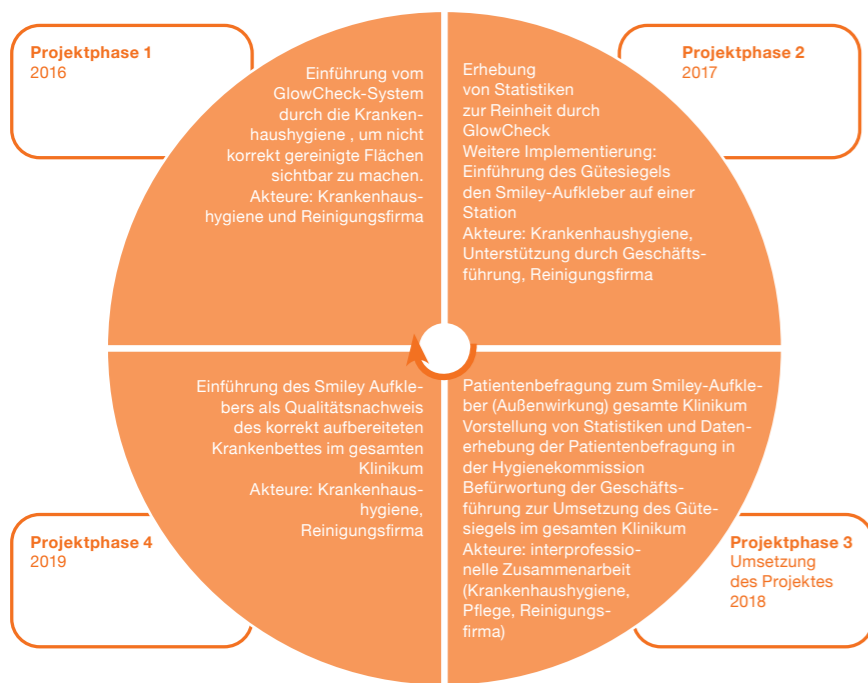 Projektphase 1
2016
Einführung vom
GlowCheck-System
durch die Kranken-
haushygiene , um nicht
korrekt gereinigte Flächen
sichtbar zu machen.
Akteure: Krankenhaus-
hygiene und Reinigungsfirma
Projektphase 2
2017
Erhebung
von Statistiken
zur Reinheit durch
GlowCheck
Weitere Implementierung:
Einführung des Gütesiegels
den Smiley-Aufkleber auf einer
Station
Akteure: Krankenhaushygiene,
Unterstützung durch Geschäfts-
führung, Reinigungsfirma
Patientenbefragung zum Smiley-Aufkle-
ber (Außenwirkung) gesamte Klinikum
Vorstellung von Statistiken und Daten-
erhebung der Patientenbefragung in
der Hygienekommission
Befürwortung der Geschäfts-
führung zur Umsetzung des Güte-
siegels im gesamten Klinikum
Akteure: interprofessio-
nelle Zusammenarbeit
(Krankenhaushygiene,
Pflege, Reinigungs-
firma)
Projektphase 3
Umsetzung
des Projektes
2018
Einführung des Smiley Aufkle-
bers als Qualitätsnachweis
des korrekt aufbereiteten
Krankenbettes im gesamten
Klinikum
Akteure: Krankenhaus-
hygiene,
Reinigungsfirma
Projektphase 4
2019